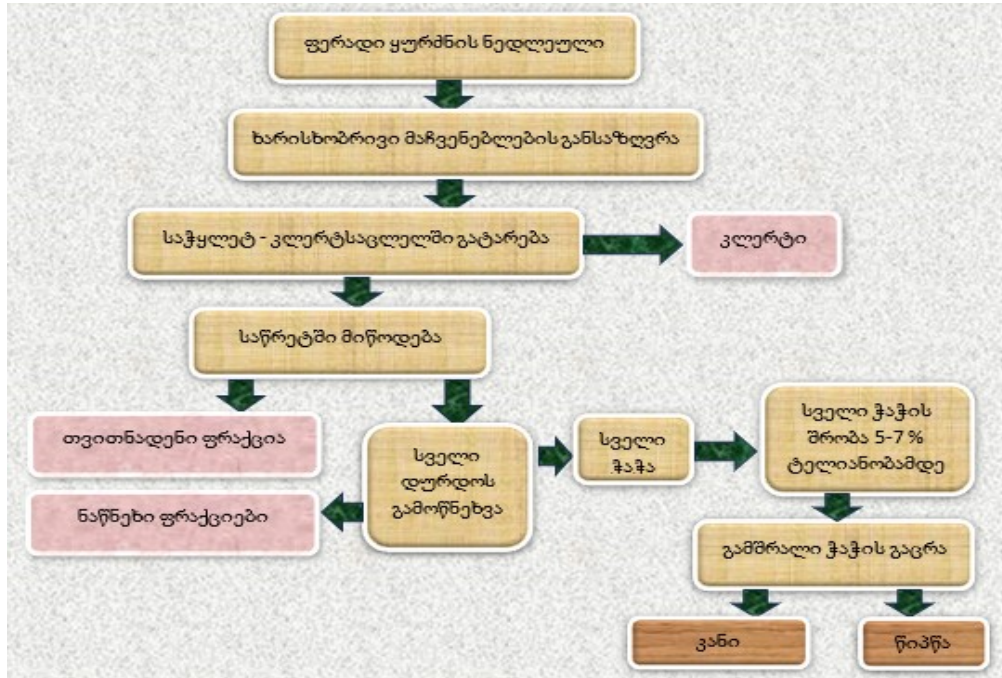 ფერადი ყურძნის ნედლეული
ხარისხობრივი მაჩვენებლების განსაზღვრა
საჭყლეტ - კლერტსაცლელში გატარება
კლერტი
საწრეტში მიწოდება
თვითნადენი ფრაქცია
ნაწნეხი ფრაქციები
სველი
დურდოს
გამოწნეხვა
სველი
ჭაჭა
სველი ჭაჭის
შრობა 5-7 %
ტელიანობამდე
გამშრალი ჭაჭის გაცრა
კანი
წიპწა